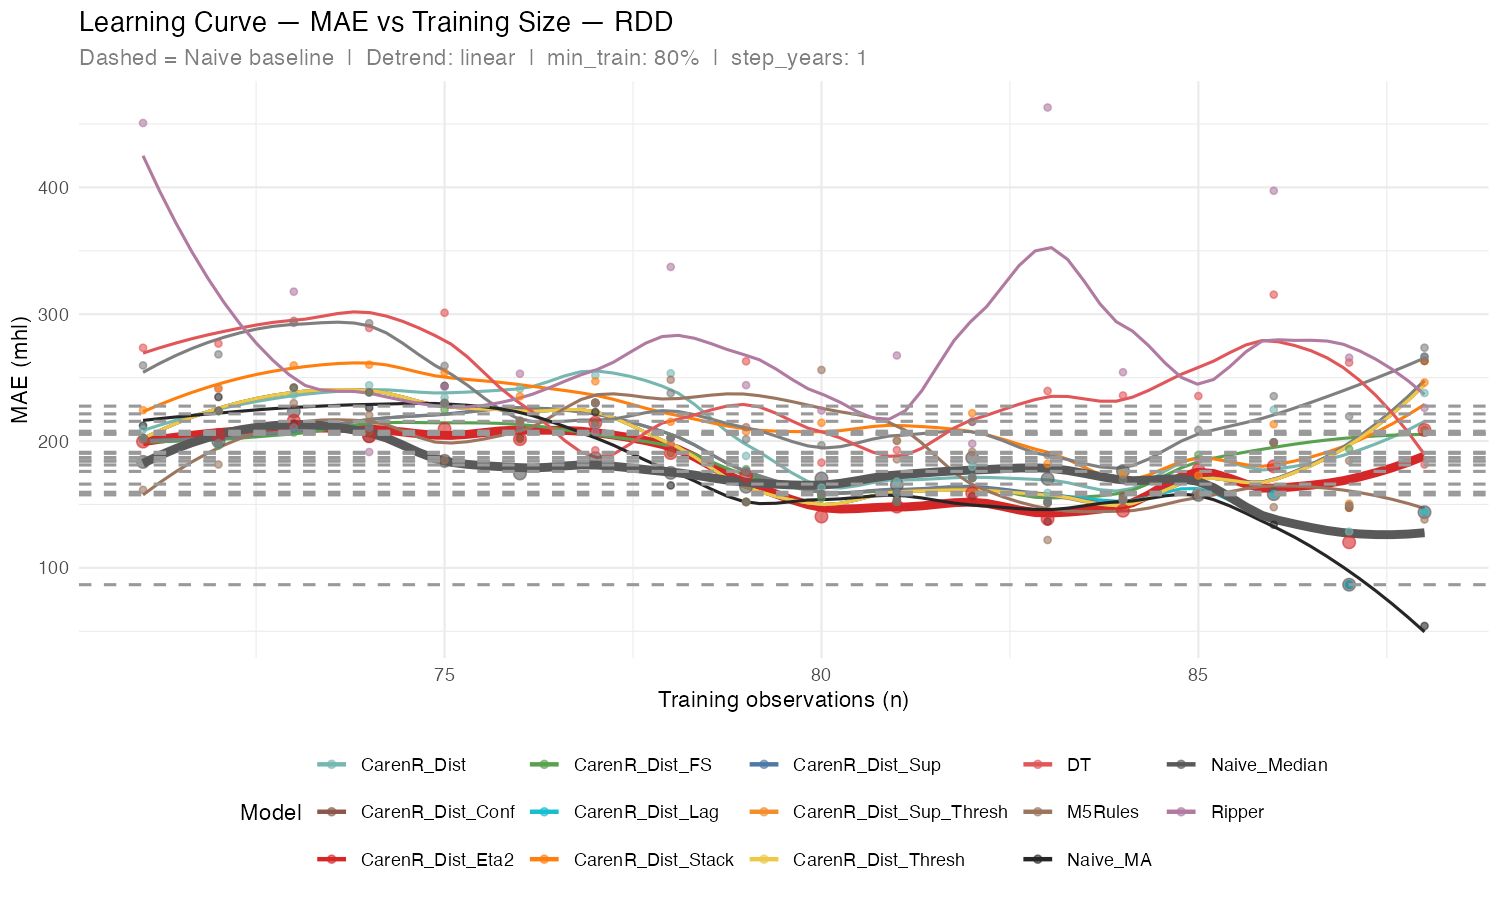 Learning Curve — MAE vs Training Size — RDD
Dashed = Naive baseline | Detrend: linear | min_train: 80% | step_years: 1
MAE (mhl)
400
300
200
100
75 80 85
Training observations (n)
Model
CarenR_Dist CarenR_Dist_FS CarenR_Dist_Sup DT Naive_Median
CarenR_Dist_Conf CarenR_Dist_Lag CarenR_Dist_Sup_Thresh M5Rules Ripper
CarenR_Dist_Eta2 CarenR_Dist_Stack CarenR_Dist_Thresh Naive_MA